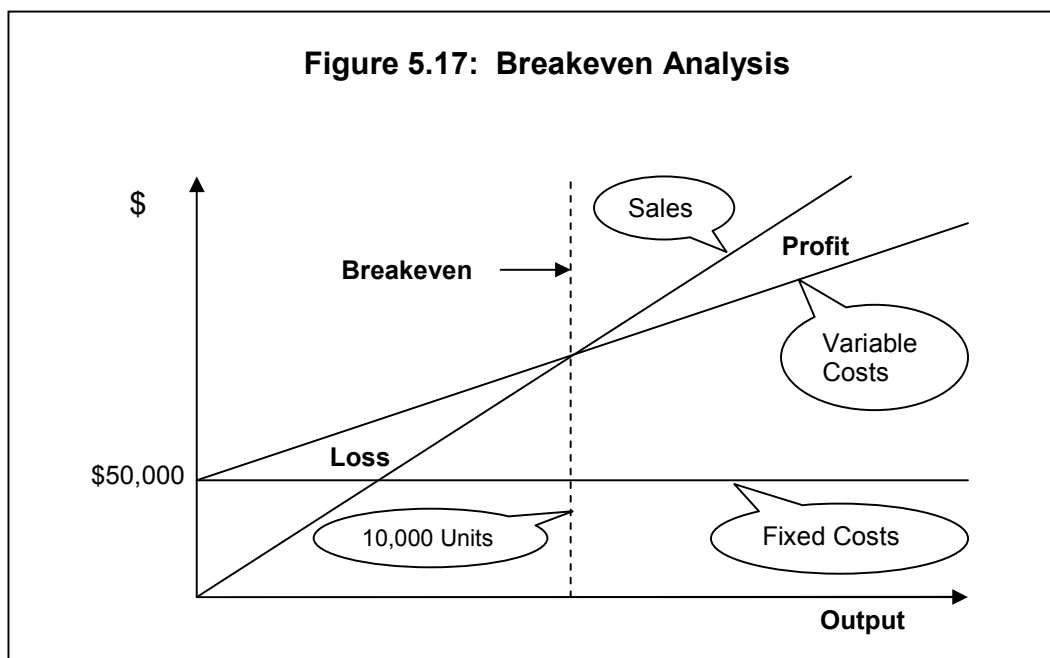 Figure 5.17:  Breakeven Analysis
$
Sales
Profit
Breakeven
Variable
Costs
Loss
$50,000
10,000 Units
Fixed Costs
Output